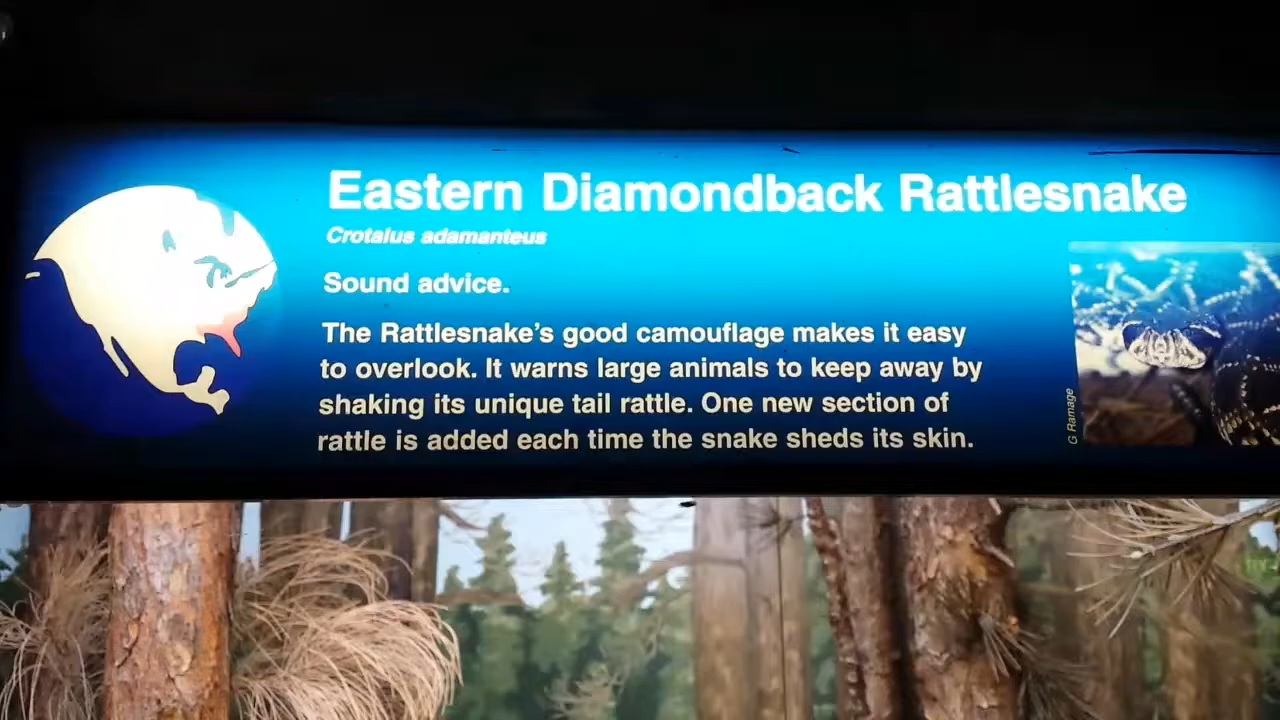 Eastern Diamondback Rattlesnake
Crotalus adamanteus
Sound advice.
The Rattlesnake's good camouflage makes it easy
to overlook. It warns large animals to keep away by
shaking its unique tail rattle. One new section of
rattle is added each time the snake sheds its skin.
G Ramage